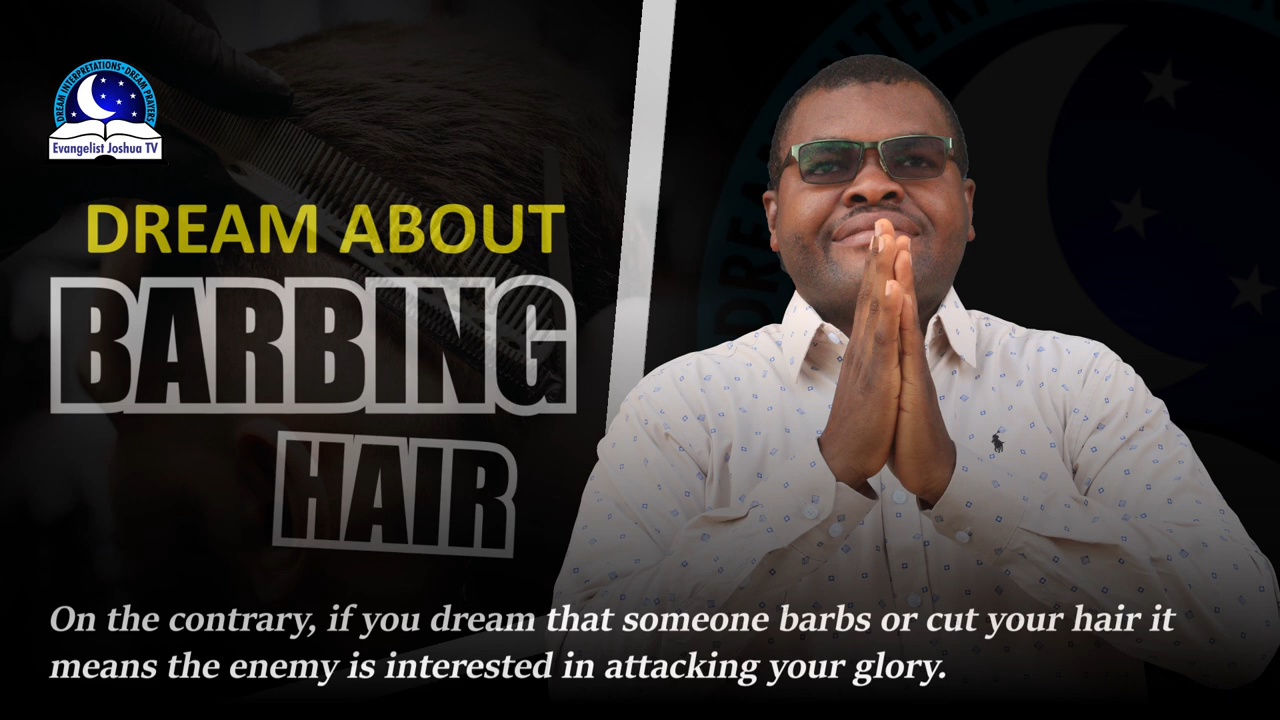 DREAM INTERPRETATIONS • DREAM PRAYERS
Evangelist Joshua TV
DREAM ABOUT
BARBING
HAIR
On the contrary, if you dream that someone barbs or cut your hair it
means the enemy is interested in attacking your glory.